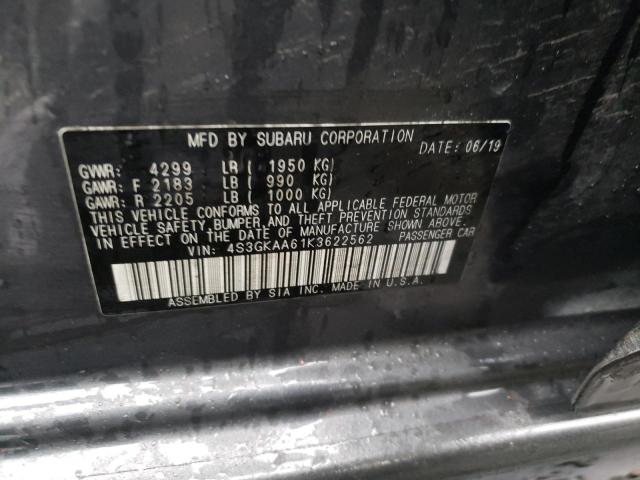 MFD BY SUBARU CORPORATION DATE: 06/19
GVWR: 4299 LB ( 1950 KG)
GAWR: F 2183 LB ( 990 KG)
GAWR: R 2205 LB ( 1000 KG)
THIS VEHICLE CONFORMS TO ALL APPLICABLE FEDERAL MOTOR
VEHICLE SAFETY, BUMPER, AND THEFT PREVENTION STANDARDS
IN EFFECT ON THE DATE OF MANUFACTURE SHOWN ABOVE.
VIN: 4S3GKAA61K3622562 PASSENGER CAR
ASSEMBLED BY SIA INC. MADE IN U.S.A.